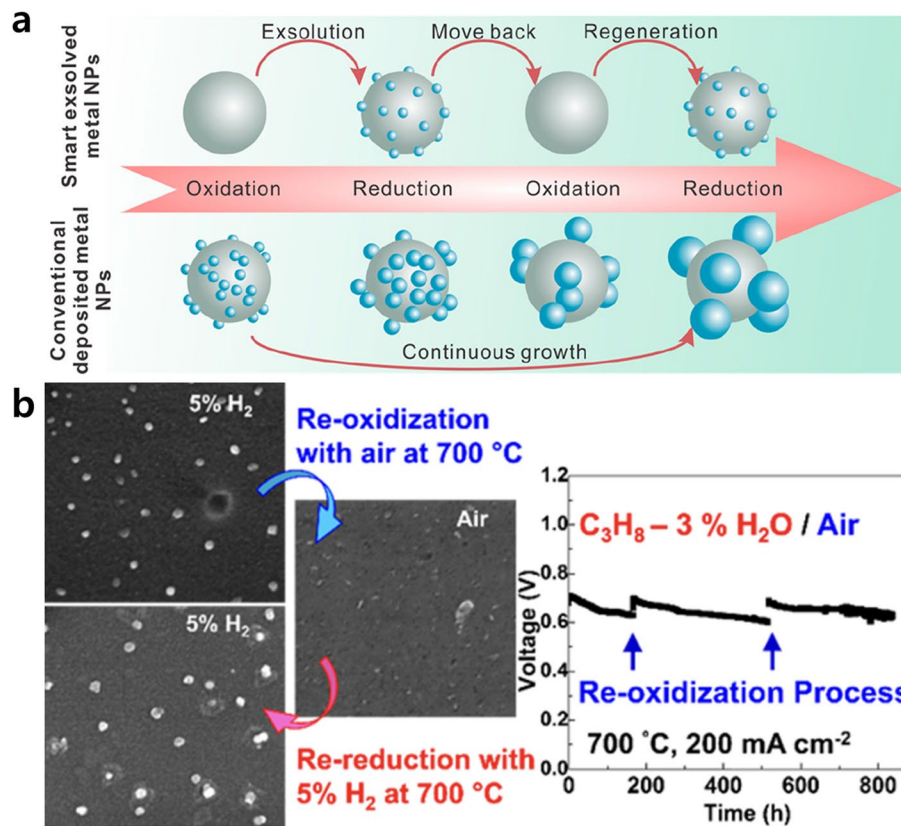 a
Smart exsolved
metal NPs
Exsolution Move back Regeneration
Oxidation Reduction Oxidation Reduction
Conventional
deposited metal
NPs
Continuous growth
b
5% H₂
Re-oxidization
with air at 700 °C
Air
5% H₂
Re-reduction with
5% H₂ at 700 °C
Voltage (V)
1.2
1.0
0.8
0.6
0.4
0.2
0.0
C₃H₈ – 3 % H₂O / Air
Re-oxidization Process
700 °C, 200 mA cm⁻²
0 200 400 600 800
Time (h)